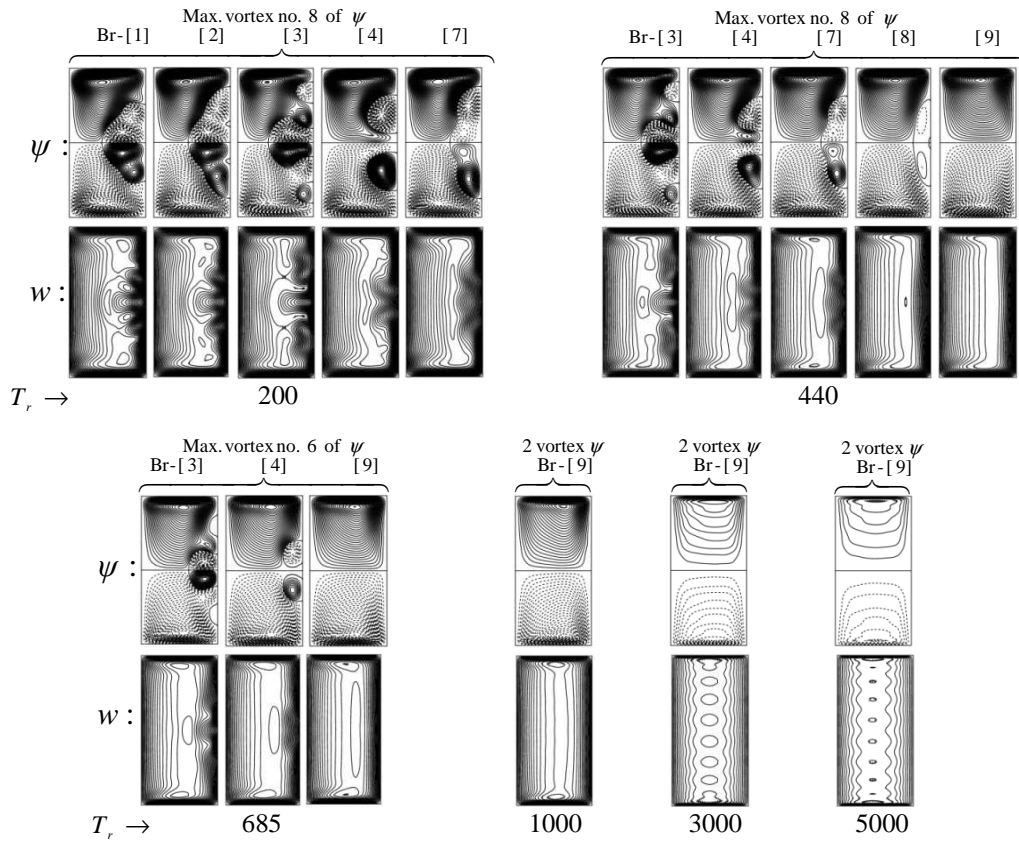 Max. vortex no. 8 of ψ
Br-[1] [2] [3] [4] [7]
ψ :
w :
T_r → 200
Max. vortex no. 8 of ψ
Br-[3] [4] [7] [8] [9]
440
Max. vortex no. 6 of ψ
Br-[3] [4] [9]
ψ :
w :
T_r → 685
2 vortex ψ
Br-[9]
1000
2 vortex ψ
Br-[9]
3000
2 vortex ψ
Br-[9]
5000